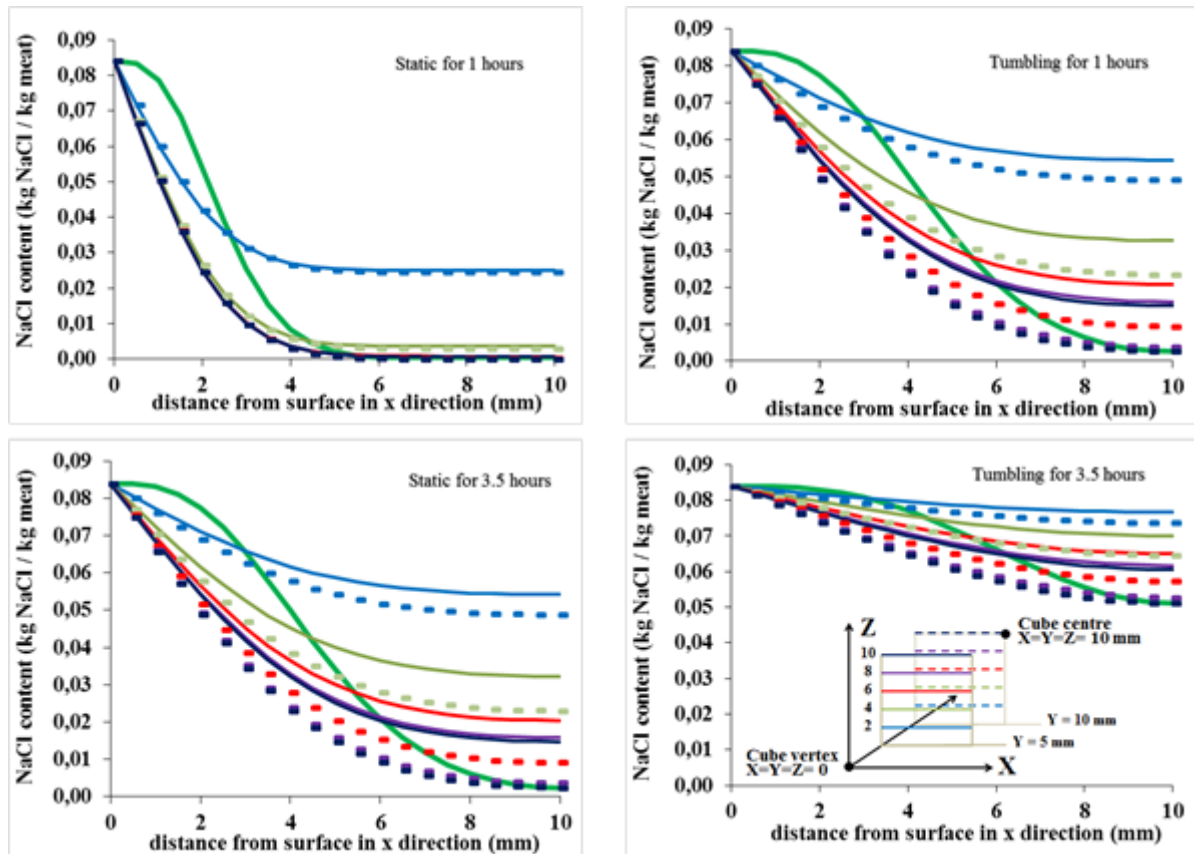 NaCl content (kg NaCl / kg meat)
0,09
0,08
0,07
0,06
0,05
0,04
0,03
0,02
0,01
0,00
Static for 1 hours
0 2 4 6 8 10
distance from surface in x direction (mm)
NaCl content (kg NaCl / kg meat)
0,09
0,08
0,07
0,06
0,05
0,04
0,03
0,02
0,01
0,00
Tumbling for 1 hours
0 2 4 6 8 10
distance from surface in x direction (mm)
NaCl content (kg NaCl / kg meat)
0,09
0,08
0,07
0,06
0,05
0,04
0,03
0,02
0,01
0,00
Static for 3.5 hours
0 2 4 6 8 10
distance from surface in x direction (mm)
NaCl content (kg NaCl / kg meat)
0,09
0,08
0,07
0,06
0,05
0,04
0,03
0,02
0,01
0,00
Tumbling for 3.5 hours
Z
Cube centre
X=Y=Z= 10 mm
10
8
6
4
2
Y = 10 mm
Y = 5 mm
Cube vertex
X=Y=Z= 0
X
0 2 4 6 8 10
distance from surface in x direction (mm)